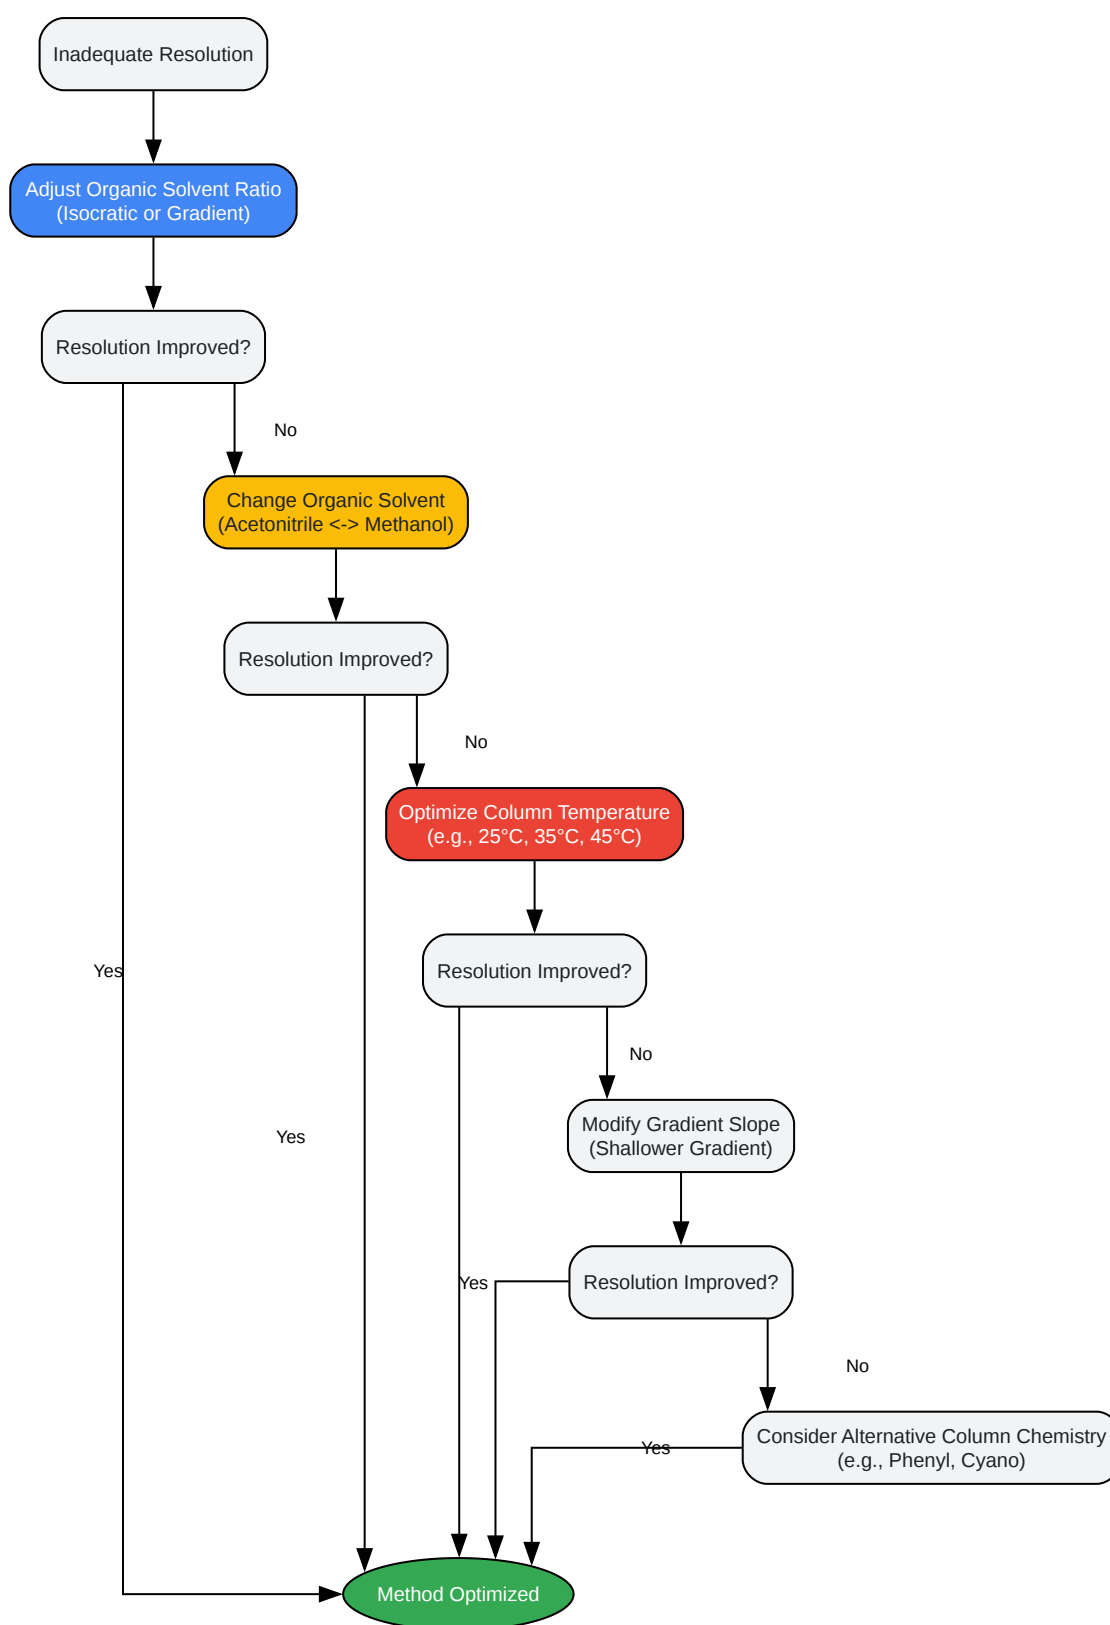 Inadequate Resolution
Adjust Organic Solvent Ratio
(Isocratic or Gradient)
Resolution Improved?
No
Change Organic Solvent
(Acetonitrile <-> Methanol)
Resolution Improved?
No
Optimize Column Temperature
(e.g., 25°C, 35°C, 45°C)
Yes
Resolution Improved?
No
Modify Gradient Slope
(Shallower Gradient)
Yes
Yes
Resolution Improved?
No
Consider Alternative Column Chemistry
(e.g., Phenyl, Cyano)
Yes
Method Optimized